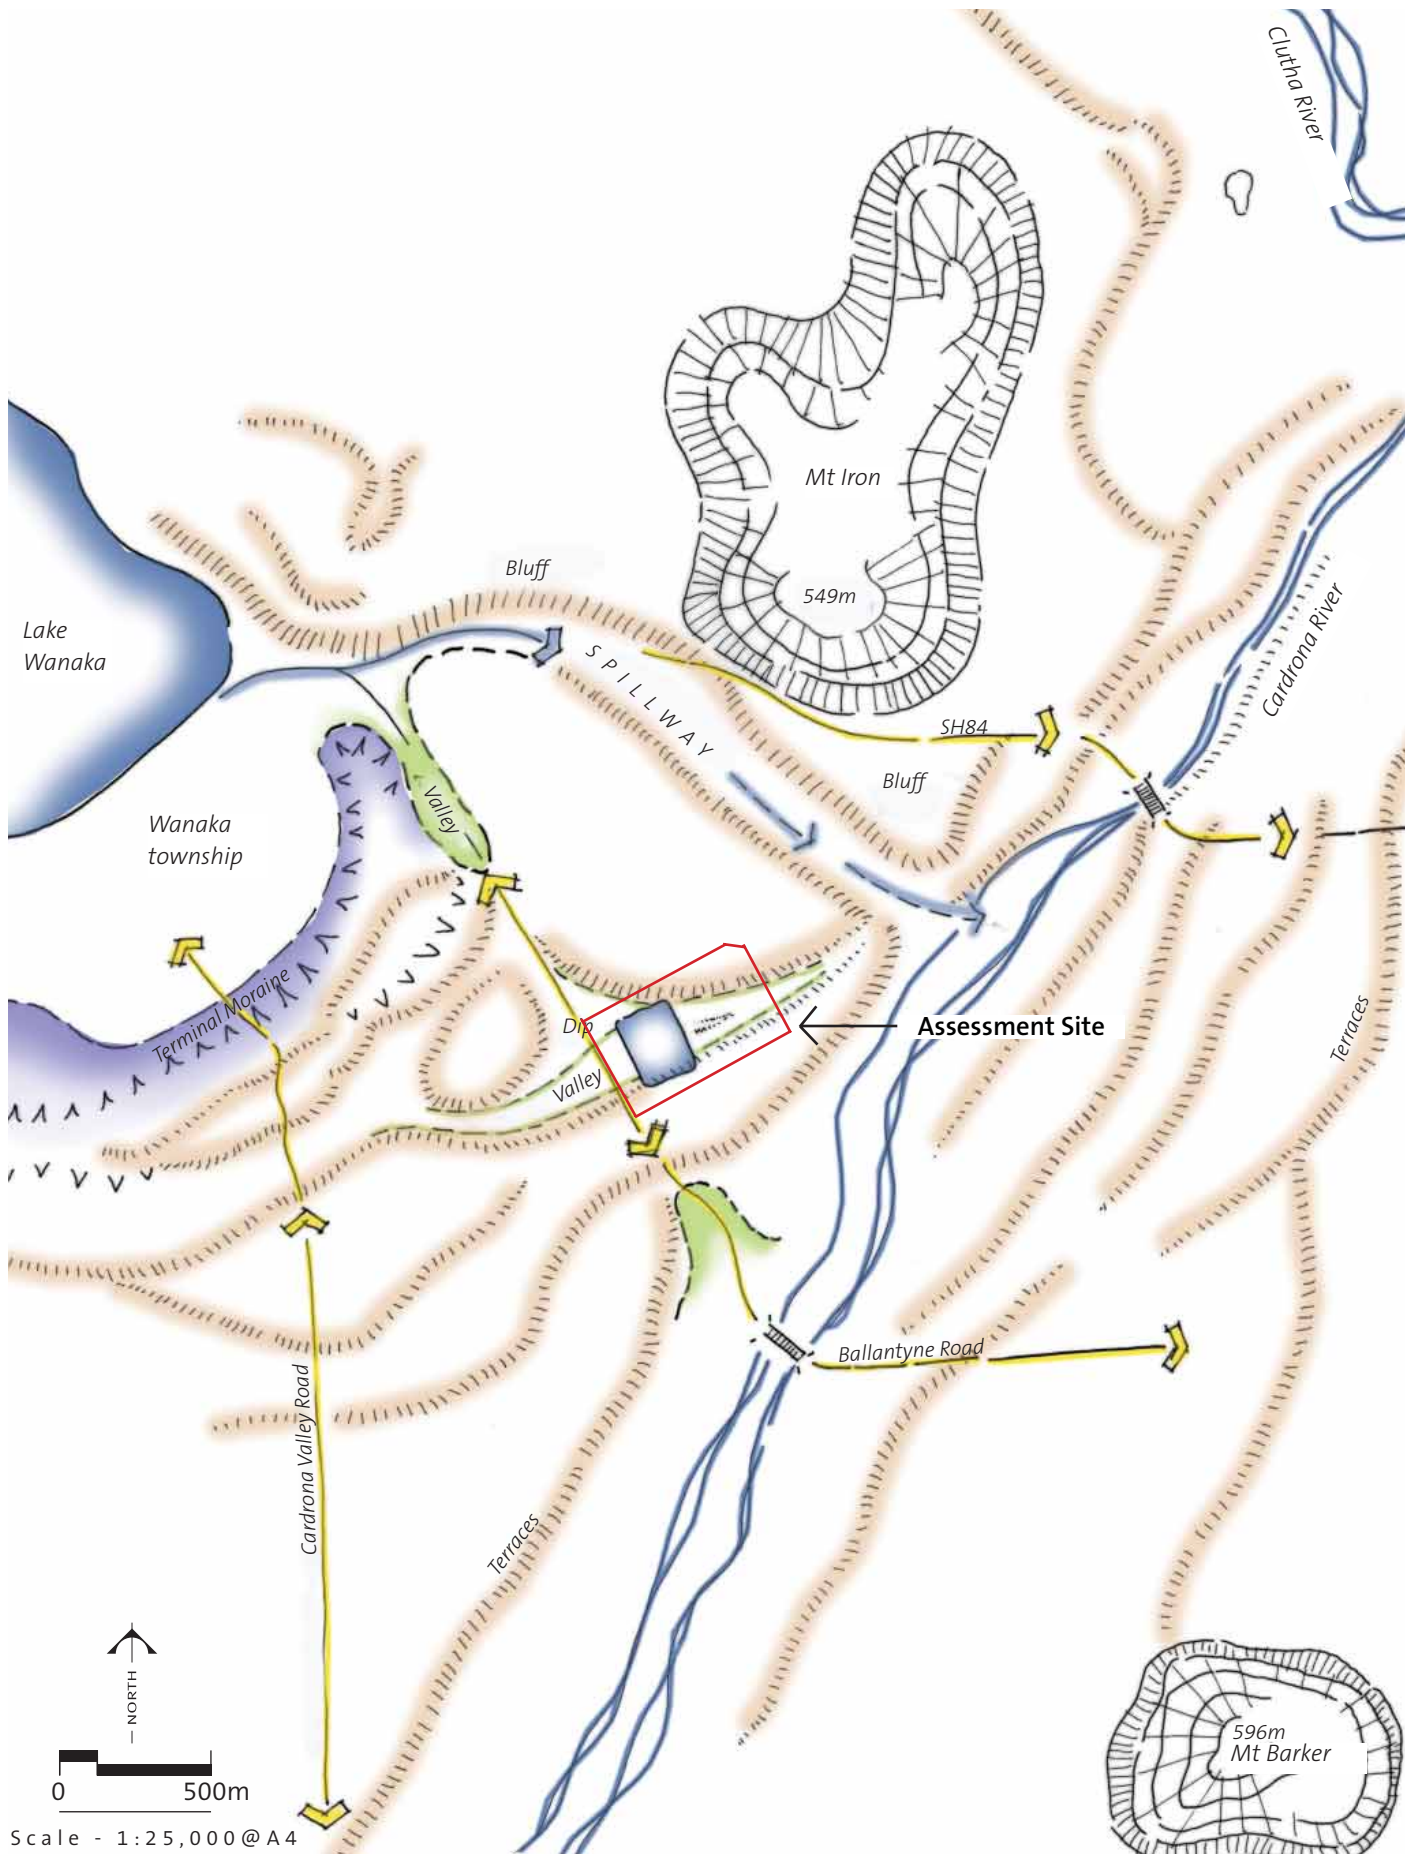 Clutha River
Mt Iron
549m
Bluff
Lake
Wanaka
SPILLWAY
Cardrona River
SH84
Bluff
Valley
Wanaka
township
Terminal Moraine
Dip
Valley
Assessment Site
Terraces
Ballantyne Road
Cardrona Valley Road
Terraces
NORTH
596m
Mt Barker
0 500m
Scale - 1:25,000@A4